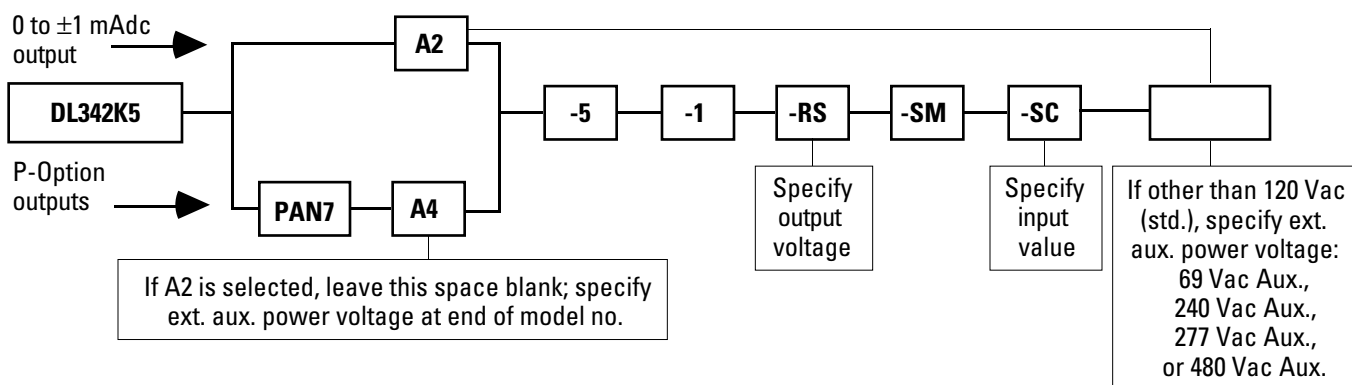 0 to ±1 mAdc
output
A2
DL342K5
-5
-1
-RS
-SM
-SC
P-Option
outputs
PAN7
A4
Specify
output
voltage
Specify
input
value
If other than 120 Vac
(std.), specify ext.
aux. power voltage:
69 Vac Aux.,
240 Vac Aux.,
277 Vac Aux.,
or 480 Vac Aux.
If A2 is selected, leave this space blank; specify
ext. aux. power voltage at end of model no.